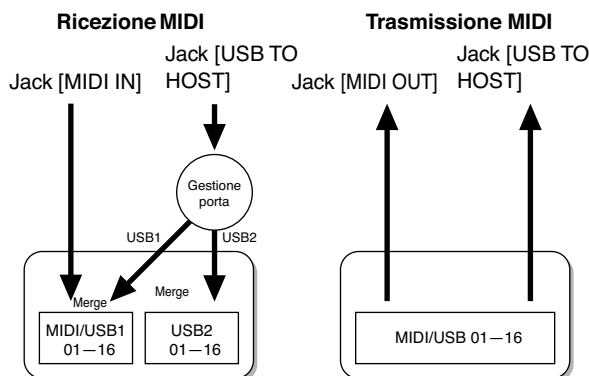 Ricezione MIDI
Jack [MIDI IN]
Jack [USB TO
HOST]
Gestione
porta
USB1
USB2
Merge
Merge
MIDI/USB1
01—16
USB2
01—16
Trasmissione MIDI
Jack [MIDI OUT]
Jack [USB TO
HOST]
MIDI/USB 01—16